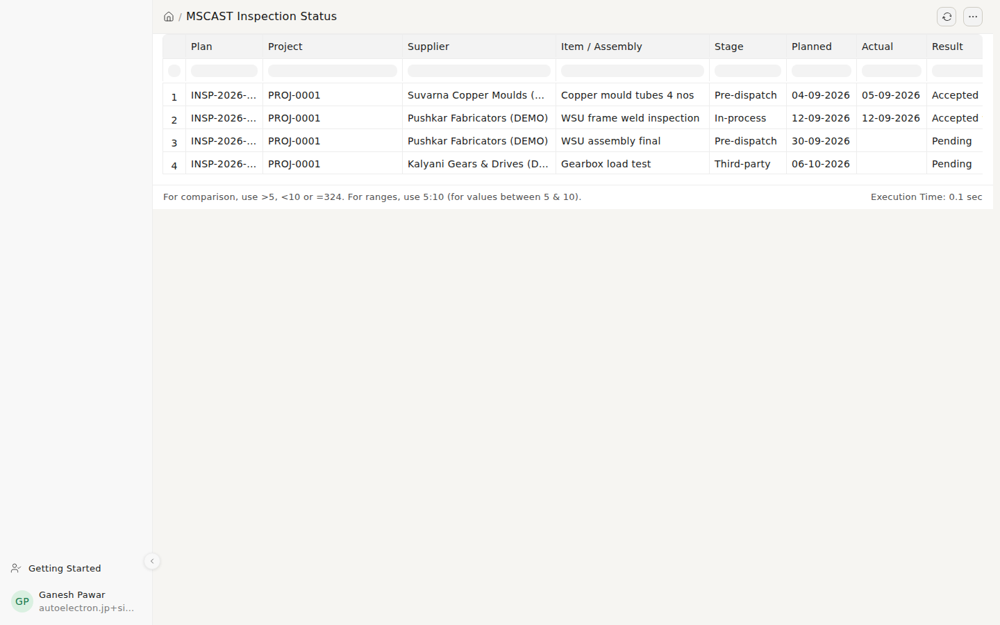 / MSCAST Inspection Status
Plan Project Supplier Item / Assembly Stage Planned Actual Result
1 INSP-2026-... PROJ-0001 Suvarna Copper Moulds (... Copper mould tubes 4 nos Pre-dispatch 04-09-2026 05-09-2026 Accepted
2 INSP-2026-... PROJ-0001 Pushkar Fabricators (DEMO) WSU frame weld inspection In-process 12-09-2026 12-09-2026 Accepted
3 INSP-2026-... PROJ-0001 Pushkar Fabricators (DEMO) WSU assembly final Pre-dispatch 30-09-2026 Pending
4 INSP-2026-... PROJ-0001 Kalyani Gears & Drives (D... Gearbox load test Third-party 06-10-2026 Pending
For comparison, use >5, <10 or =324. For ranges, use 5:10 (for values between 5 & 10). Execution Time: 0.1 sec
Getting Started
GP Ganesh Pawar
autoelectron.jp+si...